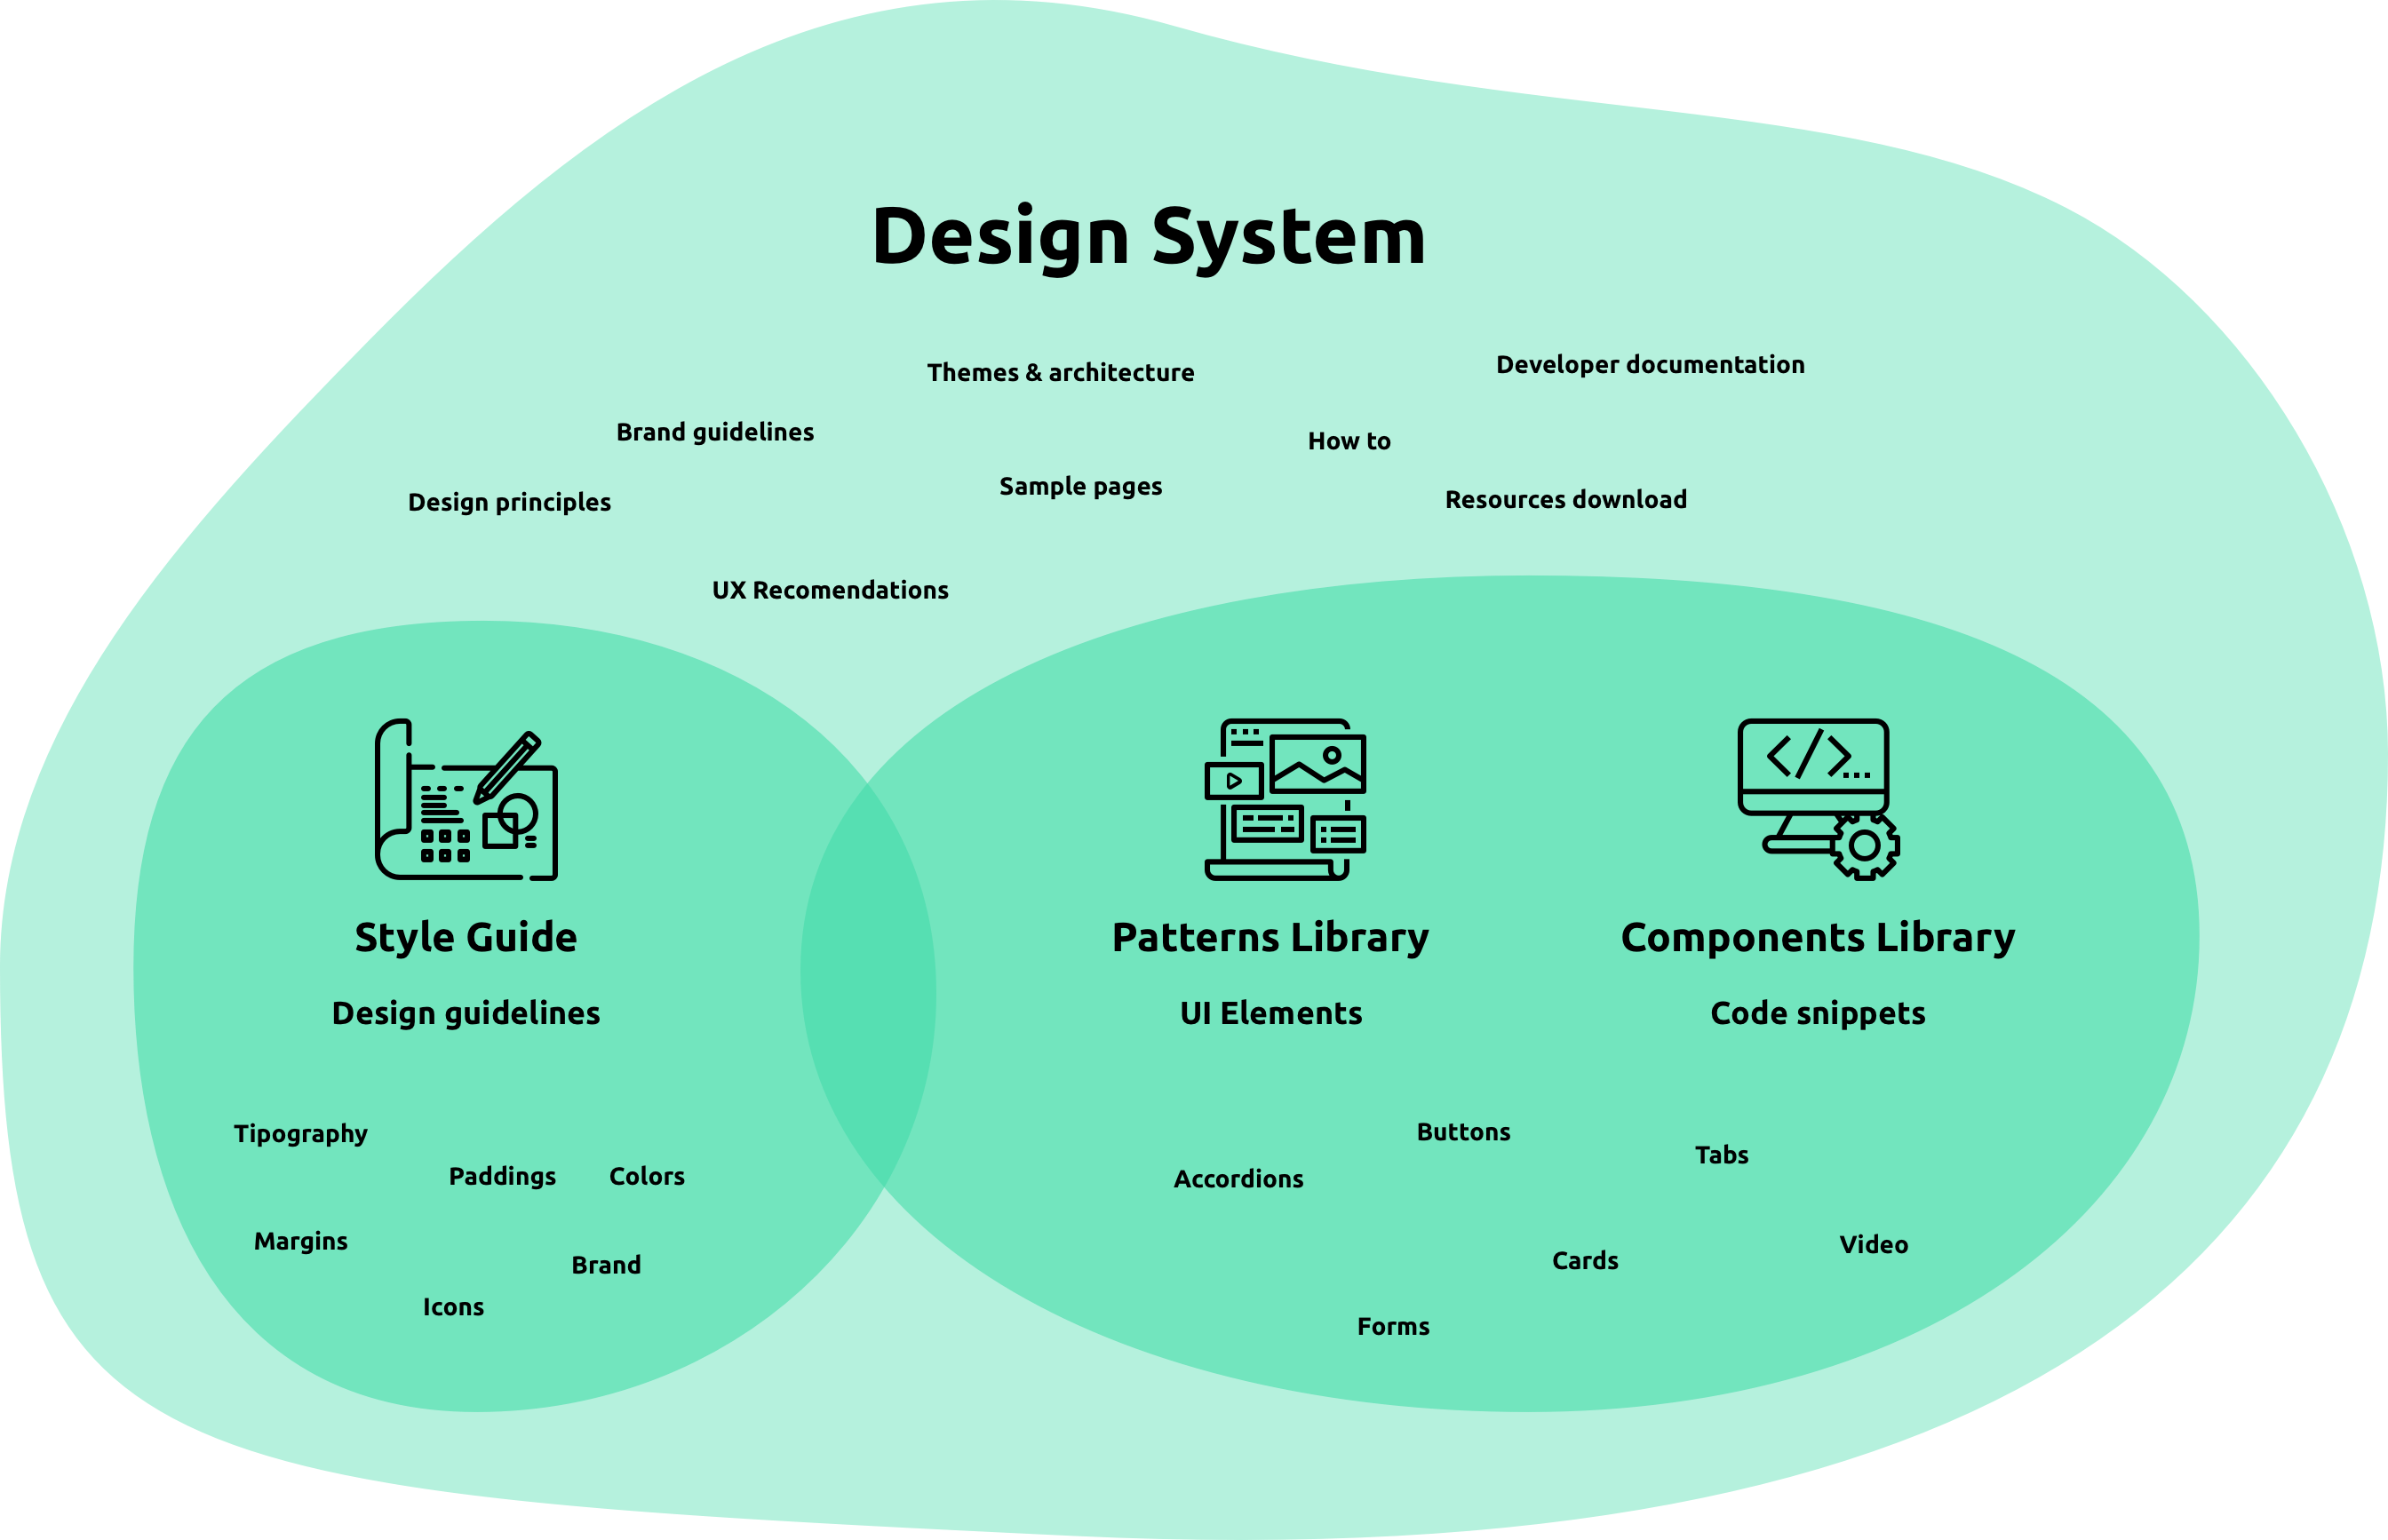 Design System
Themes & architecture
Developer documentation
Brand guidelines
How to
Design principles
Sample pages
Resources download
UX Recomendations
Style Guide
Design guidelines
Tipography
Paddings
Colors
Margins
Brand
Icons
Patterns Library
UI Elements
Components Library
Code snippets
Buttons
Tabs
Accordions
Cards
Video
Forms